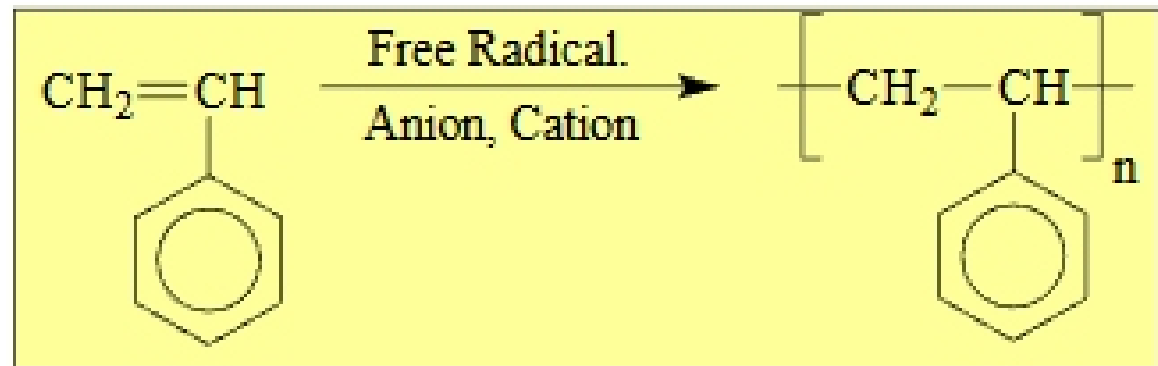 Free Radical.
CH₂=CH
Anion, Cation
CH₂—CH
n